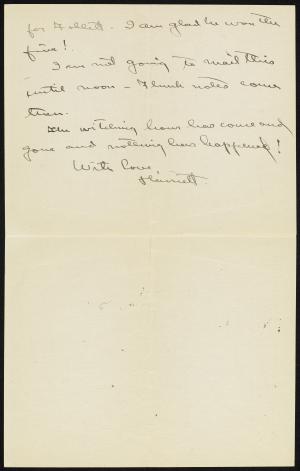 for Follett. I am glad he won the
five!
I am not going to mail this
until noon - Flunk notes come
then.
The witching hour has come and
gone and nothing has happened!
With love
Harriett.